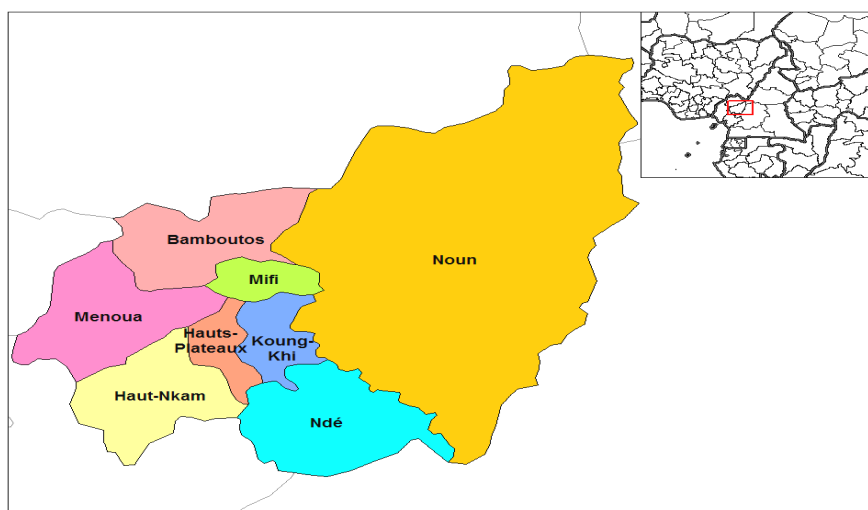 Bamboutos
Noun
Mifi
Menoua
Hauts-
Plateaux
Koung-
Khi
Haut-Nkam
Ndé